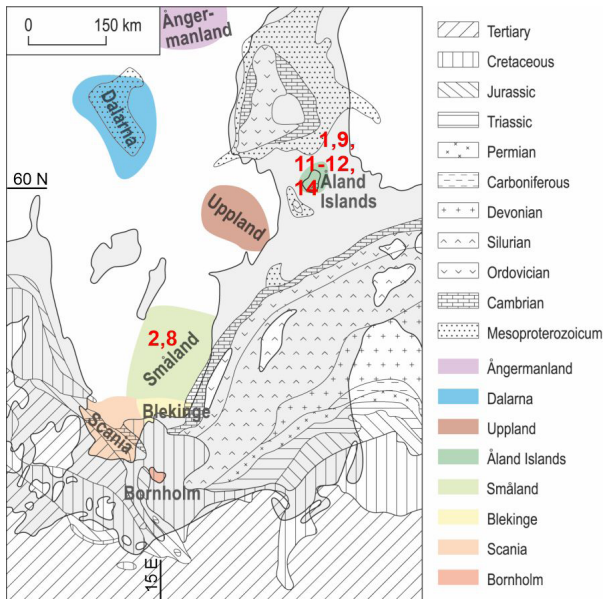 0 150 km
Ånger-
manland
Dalarna
60 N
1,9,
11-12,
14
Åland
Islands
Uppland
2,8
Småland
Blekinge
Scania
Bornholm
15 E
Tertiary
Cretaceous
Jurassic
Triassic
Permian
Carboniferous
Devonian
Silurian
Ordovician
Cambrian
Mesoproterozoicum
Ångermanland
Dalarna
Uppland
Åland Islands
Småland
Blekinge
Scania
Bornholm